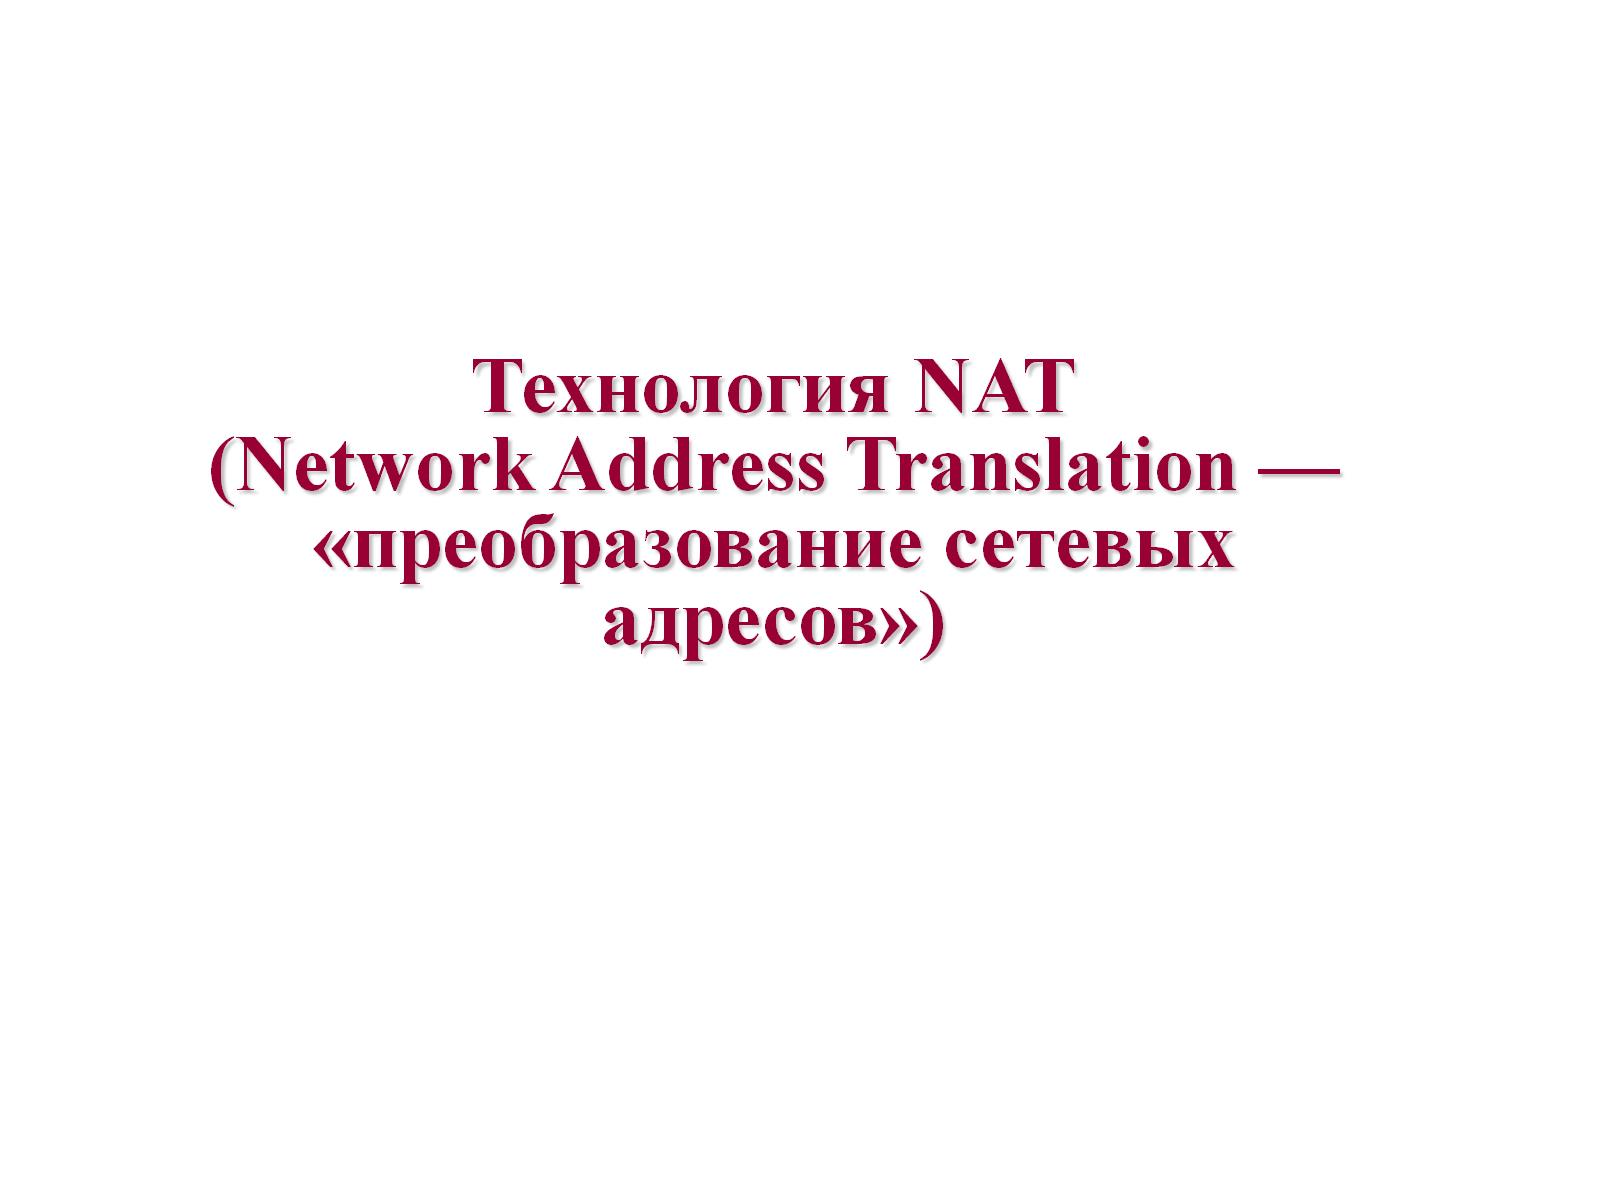 Технология NAT
(Network Address Translation —
«преобразование сетевых
адресов»)